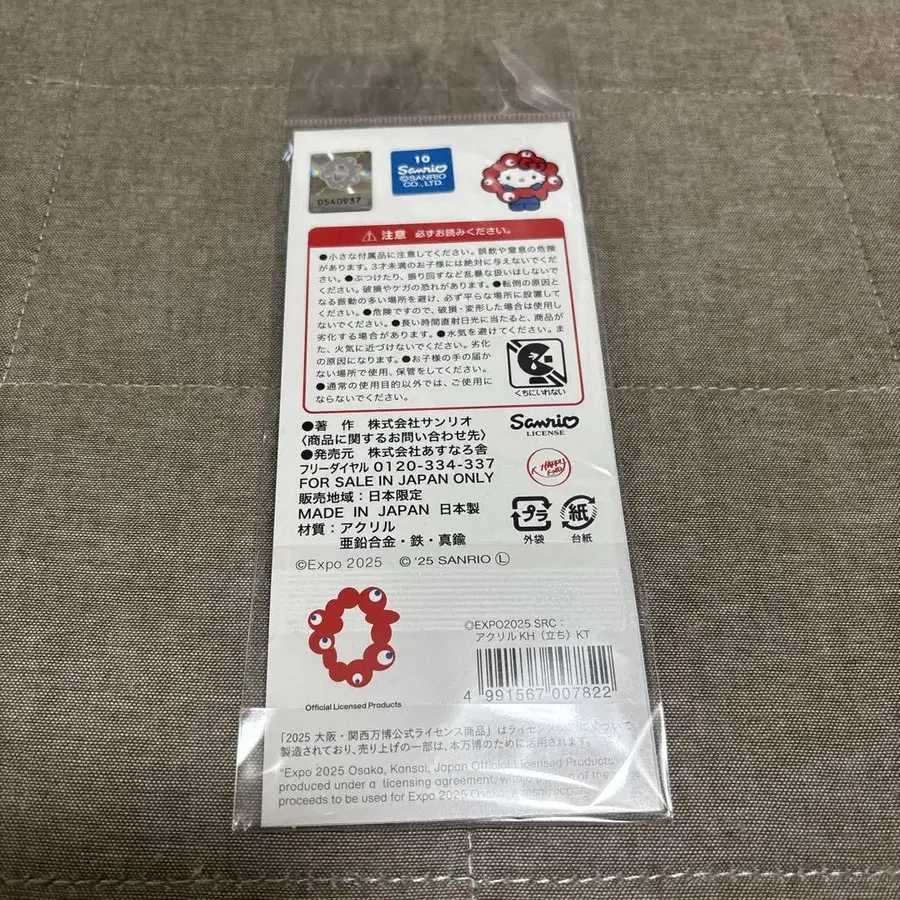 0540937
10
Sanrio
©SANRIO
CO., LTD.
注意 必ずお読みください。
●小さな付属品に注意してください。誤飲や窒息の危険
があります。3才未満のお子様には絶対に与えないでくだ
さい。●ぶつけたり、振り回すなど乱暴な扱いはしないで
ください。破損やケガの恐れがあります。●転倒の原因と
なる振動の多い場所を避け、必ず平らな場所に設置して
ください。●危険ですので、破損・変形した場合は使用し
ないでください。●長い時間直射日光に当たると、商品が
劣化する場合があります。●水気を避けてください。ま
た、火気に近づけないでください。劣化
の原因になります。●お子様の手の届か
ない場所で使用、保管をしてください。
●通常の使用目的以外では、ご使用に
ならないでください。
くちにいれない
●著 作 株式会社サンリオ
〈商品に関するお問い合わせ先〉
●発売元 株式会社あすなろ舎
フリーダイヤル 0120-334-337
FOR SALE IN JAPAN ONLY
販売地域：日本限定
MADE IN JAPAN 日本製
材質：アクリル
亜鉛合金・鉄・真鍮
Sanrio
LICENSE
HAPPY
END
プラ
外袋
紙
台紙
©Expo 2025 © '25 SANRIO Ⓛ
©EXPO2025 SRC：
アクリルKH（立ち）KT
4 991567 007822
Official Licensed Products
「2025 大阪・関西万博公式ライセンス商品」はライセンス
製造されており、売り上げの一部は、本万博のために活用されます。
"Expo 2025 Osaka, Kansai, Japan Official Licensed Products"
produced under a licensing agreement, with of the
proceeds to be used for Expo 2025 Osaka, Kansai, Japan.